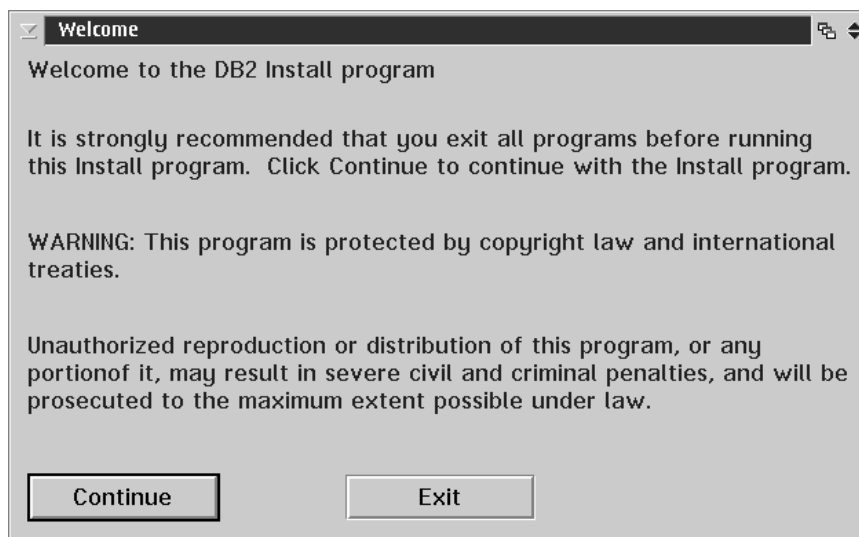 Welcome
Welcome to the DB2 Install program
It is strongly recommended that you exit all programs before running
this Install program.  Click Continue to continue with the Install program.
WARNING: This program is protected by copyright law and international
treaties.
Unauthorized reproduction or distribution of this program, or any
portionof it, may result in severe civil and criminal penalties, and will be
prosecuted to the maximum extent possible under law.
Continue
Exit